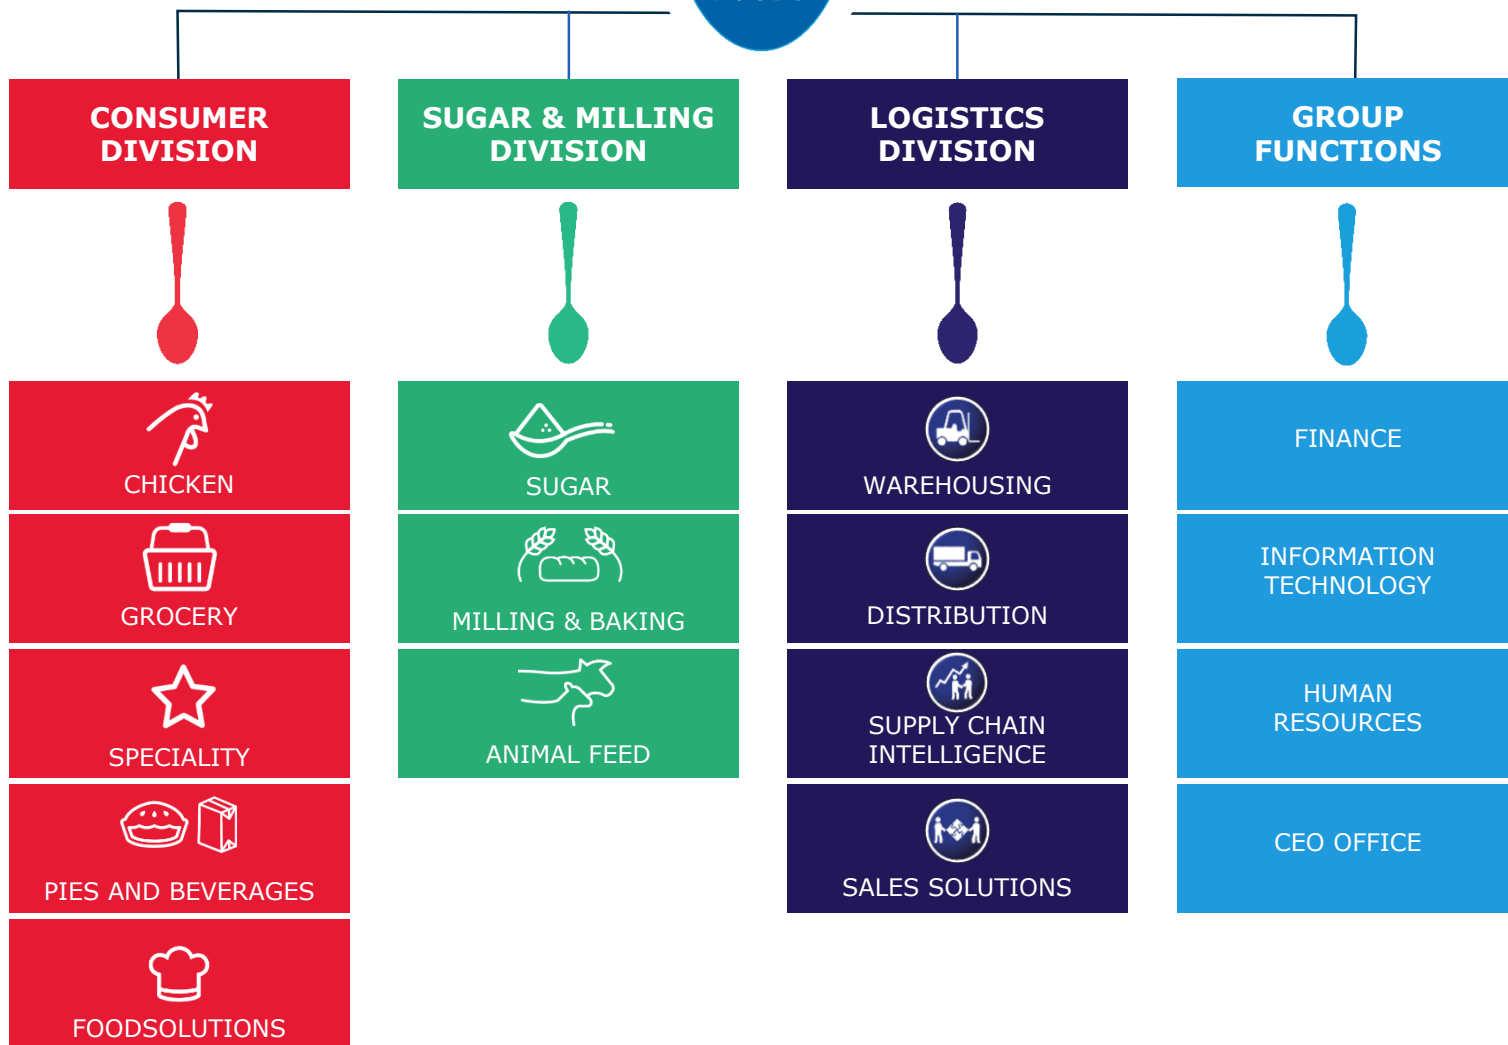 CONSUMER
DIVISION
SUGAR & MILLING
DIVISION
LOGISTICS
DIVISION
GROUP
FUNCTIONS
CHICKEN
GROCERY
SPECIALITY
PIES AND BEVERAGES
FOODSOLUTIONS
SUGAR
MILLING & BAKING
ANIMAL FEED
WAREHOUSING
DISTRIBUTION
SUPPLY CHAIN
INTELLIGENCE
SALES SOLUTIONS
FINANCE
INFORMATION
TECHNOLOGY
HUMAN
RESOURCES
CEO OFFICE